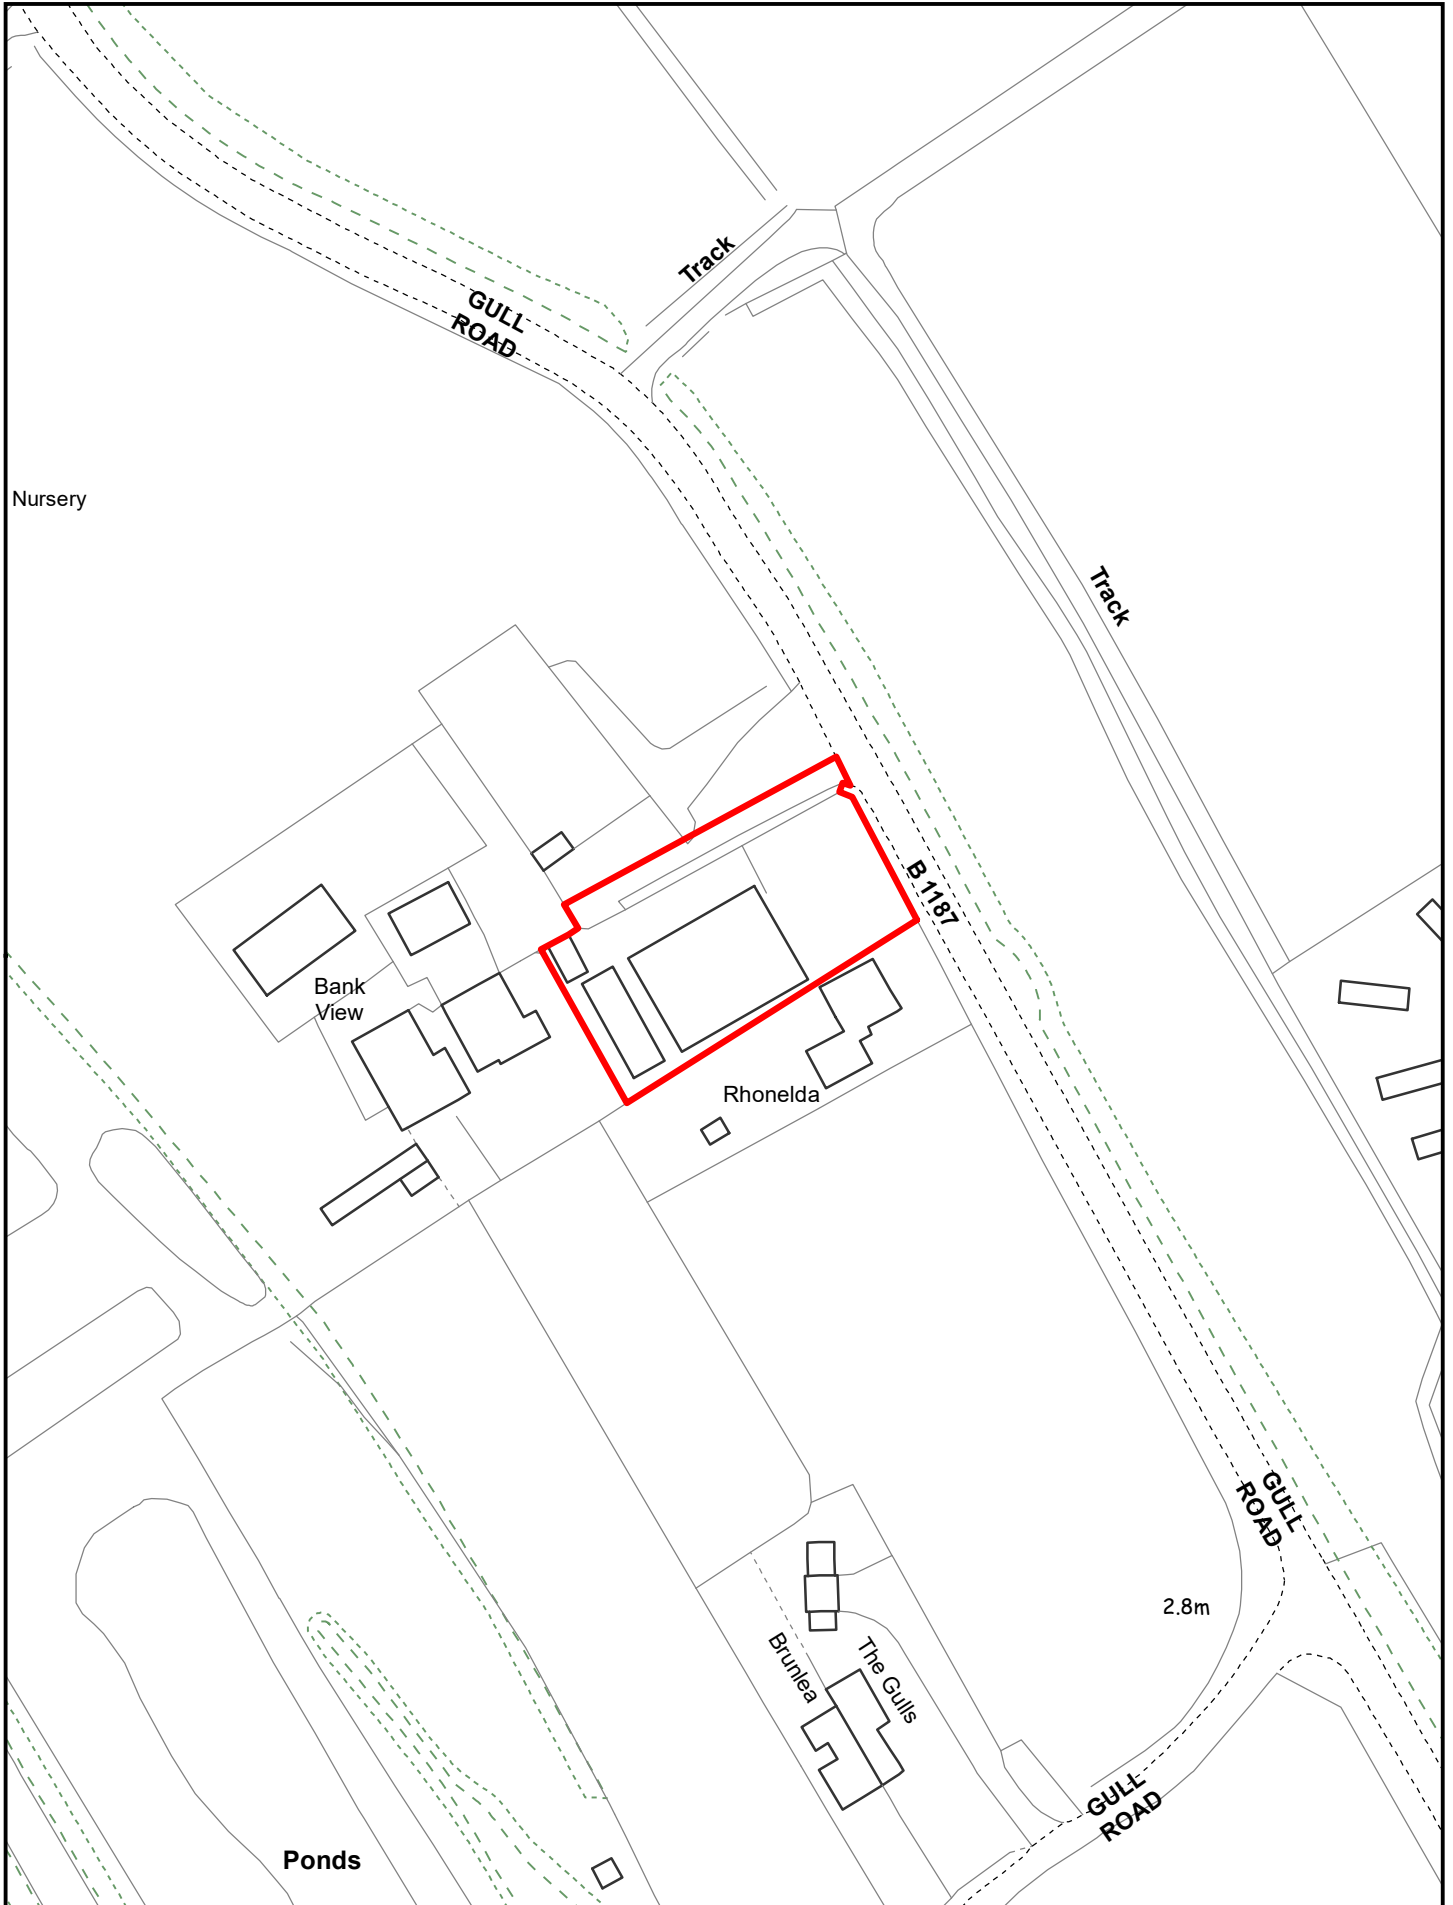 Track
GULL
ROAD
Nursery
Track
B 1187
Bank
View
Rhonelda
GULL
ROAD
2.8m
Brunlea
The Gulls
GULL
ROAD
Ponds